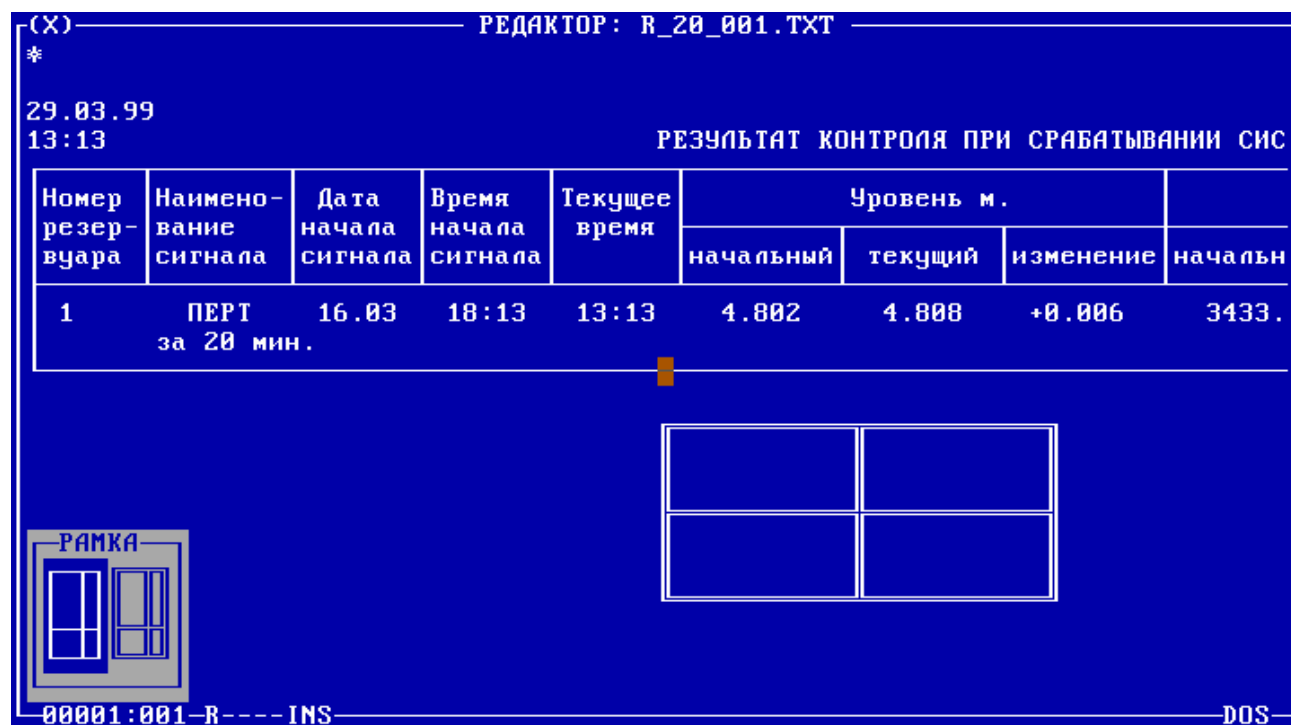 (X) РЕДАКТОР: R_20_001.TXT
*
29.03.99
13:13 РЕЗУЛЬТАТ КОНТРОЛЯ ПРИ СРАБАТЫВАНИИ СИС
Номер Наимено- Дата Время Текущее Уровень м.
резер- вание начала начала время
вуара сигнала сигнала сигнала начальный текущий изменение начальн
1 ПЕРТ 16.03 18:13 13:13 4.802 4.808 +0.006 3433.
за 20 мин.
РАМКА
00001:001-R----INS DOS